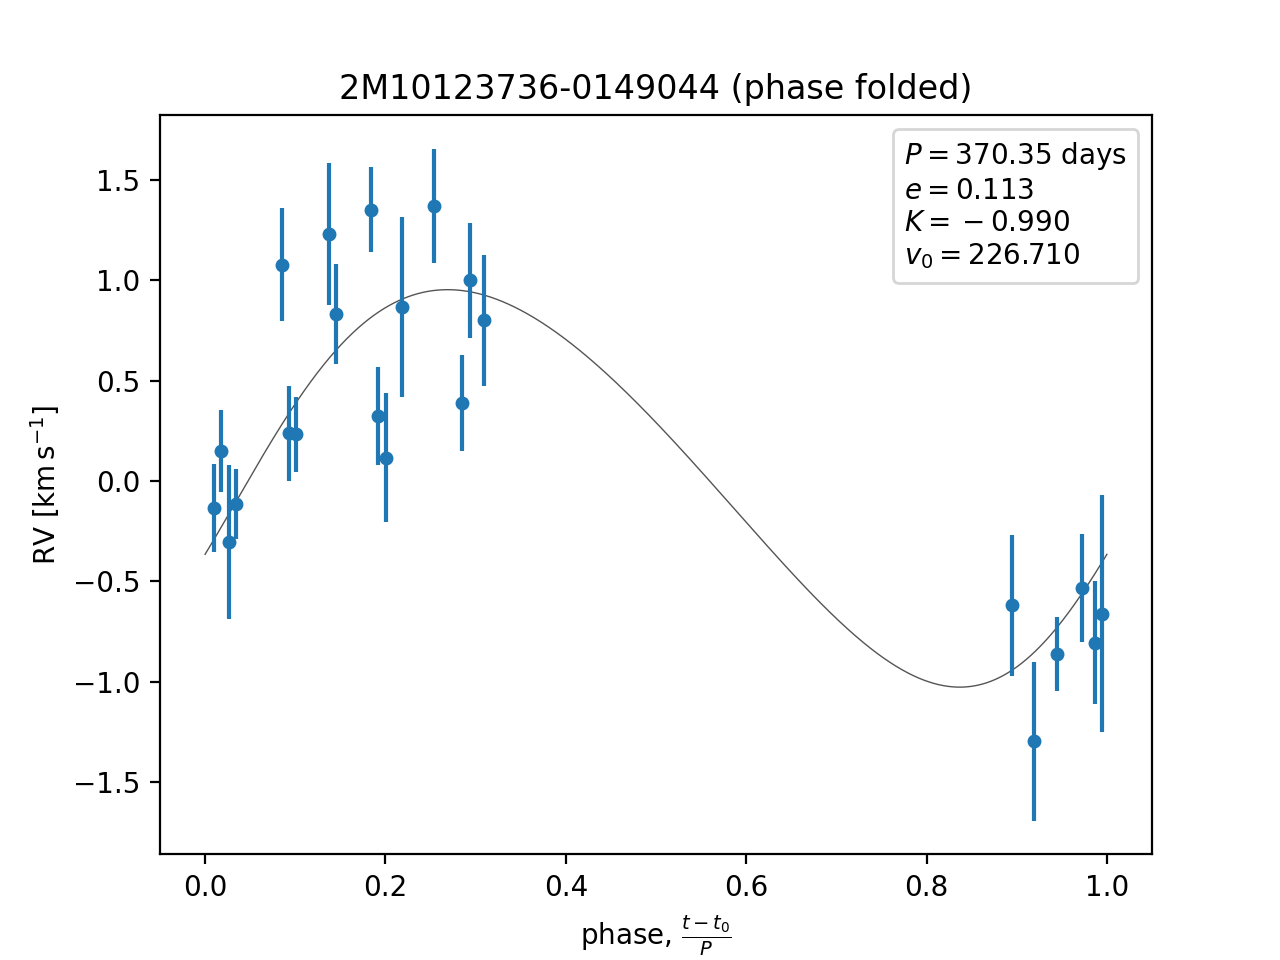 2M10123736-0149044 (phase folded)
P = 370.35 days
e = 0.113
K = −0.990
v₀ = 226.710
RV [km s⁻¹]
1.5
1.0
0.5
0.0
−0.5
−1.0
−1.5
0.0 0.2 0.4 0.6 0.8 1.0
phase, (t − t₀)/P